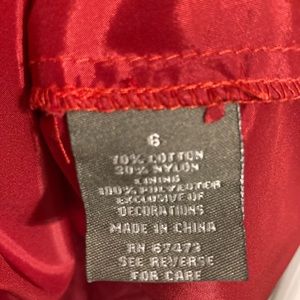 6
70% COTTON
30% NYLON
LINING
100% POLYESTER
EXCLUSIVE OF
DECORATIONS
MADE IN CHINA
RN 67473
SEE REVERSE
FOR CARE